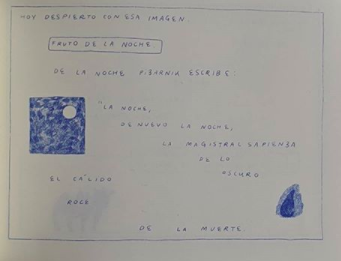 HOY DESPIERTO CON ESA IMAGEN
FRUTO DE LA NOCHE
DE LA NOCHE PIZARNIK ESCRIBE
"LA NOCHE,
DE NUEVO LA NOCHE,
LA MAGISTRAL SAPIENZA
DE LO
OSCURO
EL CÁLIDO
ROCE
DE LA MUERTE